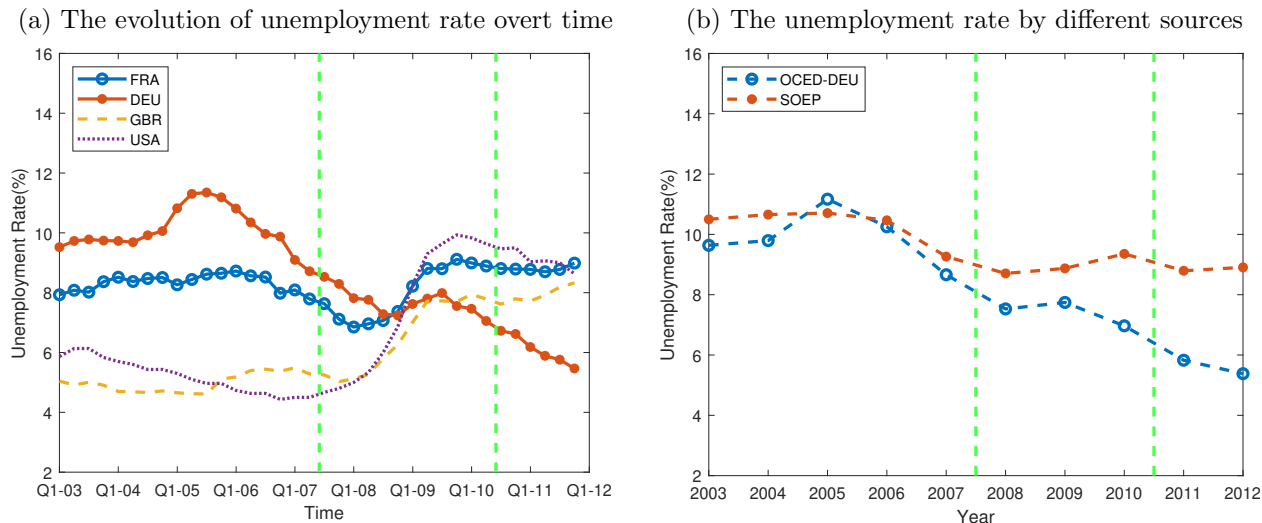 (a) The evolution of unemployment rate overt time
16
14
12
10
8
6
4
2
Unemployment Rate(%)
FRA
DEU
GBR
USA
Q1-03 Q1-04 Q1-05 Q1-06 Q1-07 Q1-08 Q1-09 Q1-10 Q1-11 Q1-12
Time
(b) The unemployment rate by different sources
16
14
12
10
8
6
4
2
Unemployment Rate(%)
OCED-DEU
SOEP
2003 2004 2005 2006 2007 2008 2009 2010 2011 2012
Year